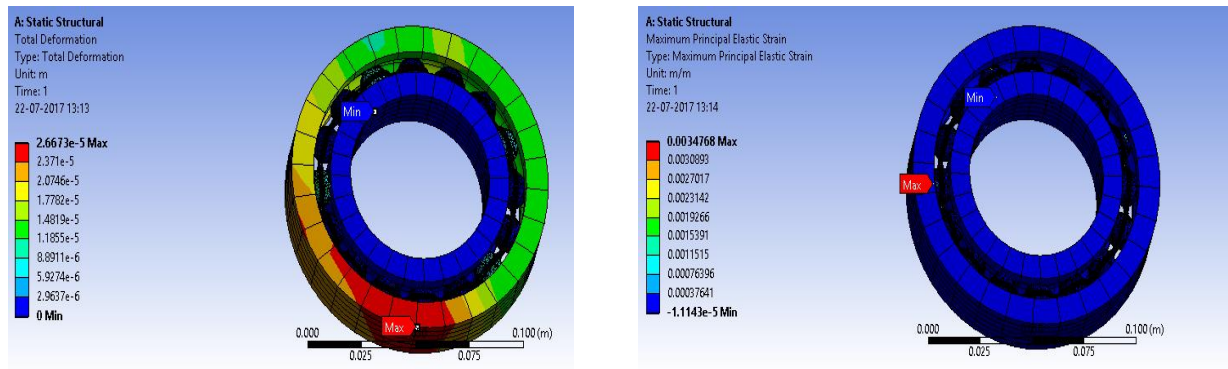 A: Static Structural
Total Deformation
Type: Total Deformation
Unit: m
Time: 1
22-07-2017 13:13
2.6673e-5 Max
2.371e-5
2.0746e-5
1.7782e-5
1.4819e-5
1.1855e-5
8.8911e-6
5.9274e-6
2.9637e-6
0 Min
Min
Max
0.000
0.100 (m)
0.025
0.075
A: Static Structural
Maximum Principal Elastic Strain
Type: Maximum Principal Elastic Strain
Unit: m/m
Time: 1
22-07-2017 13:14
0.0034768 Max
0.0030893
0.0027017
0.0023142
0.0019266
0.0015391
0.0011515
0.00076396
0.00037641
-1.1143e-5 Min
Min
Max
0.000
0.100 (m)
0.025
0.075